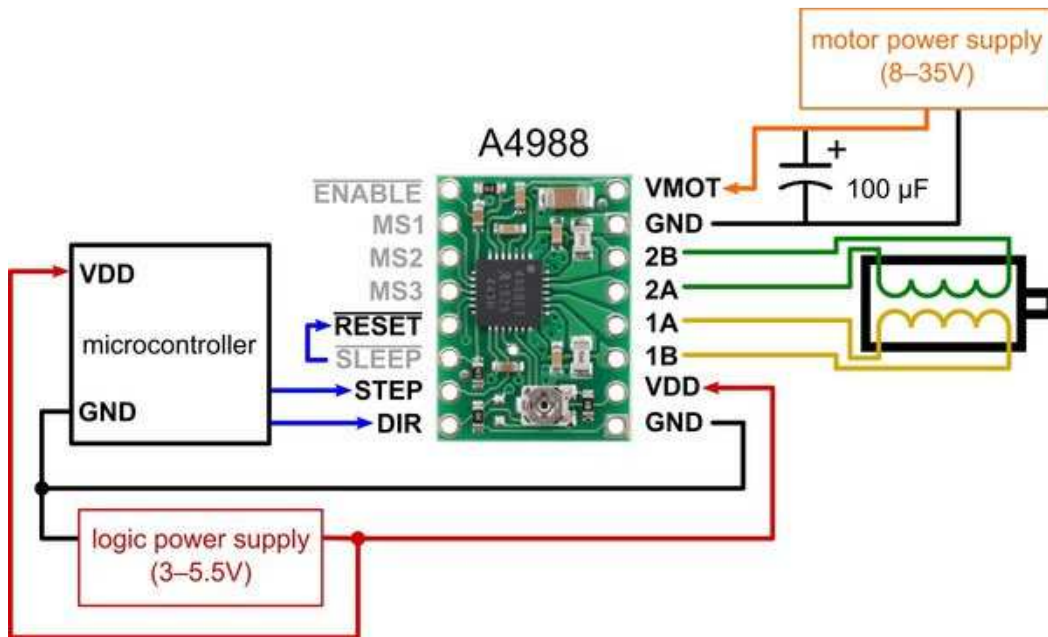 motor power supply
(8–35V)
A4988
ENABLE
MS1
MS2
MS3
RESET
SLEEP
STEP
DIR
VMOT
GND
2B
2A
1A
1B
VDD
GND
+
100 µF
VDD
microcontroller
GND
logic power supply
(3–5.5V)